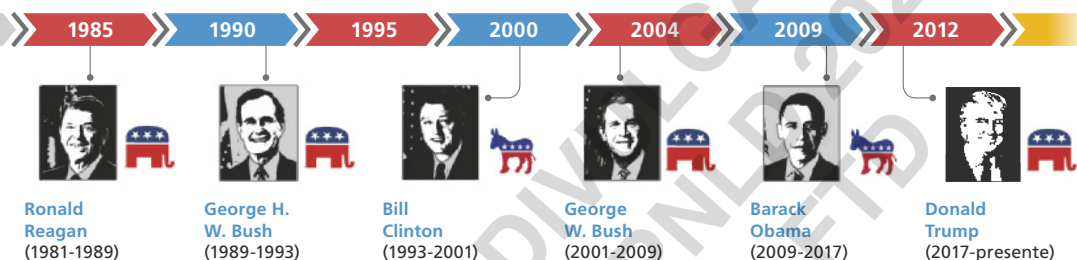 1985 1990 1995 2000 2004 2009 2012
Ronald
Reagan
(1981-1989)
George H.
W. Bush
(1989-1993)
Bill
Clinton
(1993-2001)
George
W. Bush
(2001-2009)
Barack
Obama
(2009-2017)
Donald
Trump
(2017-presente)